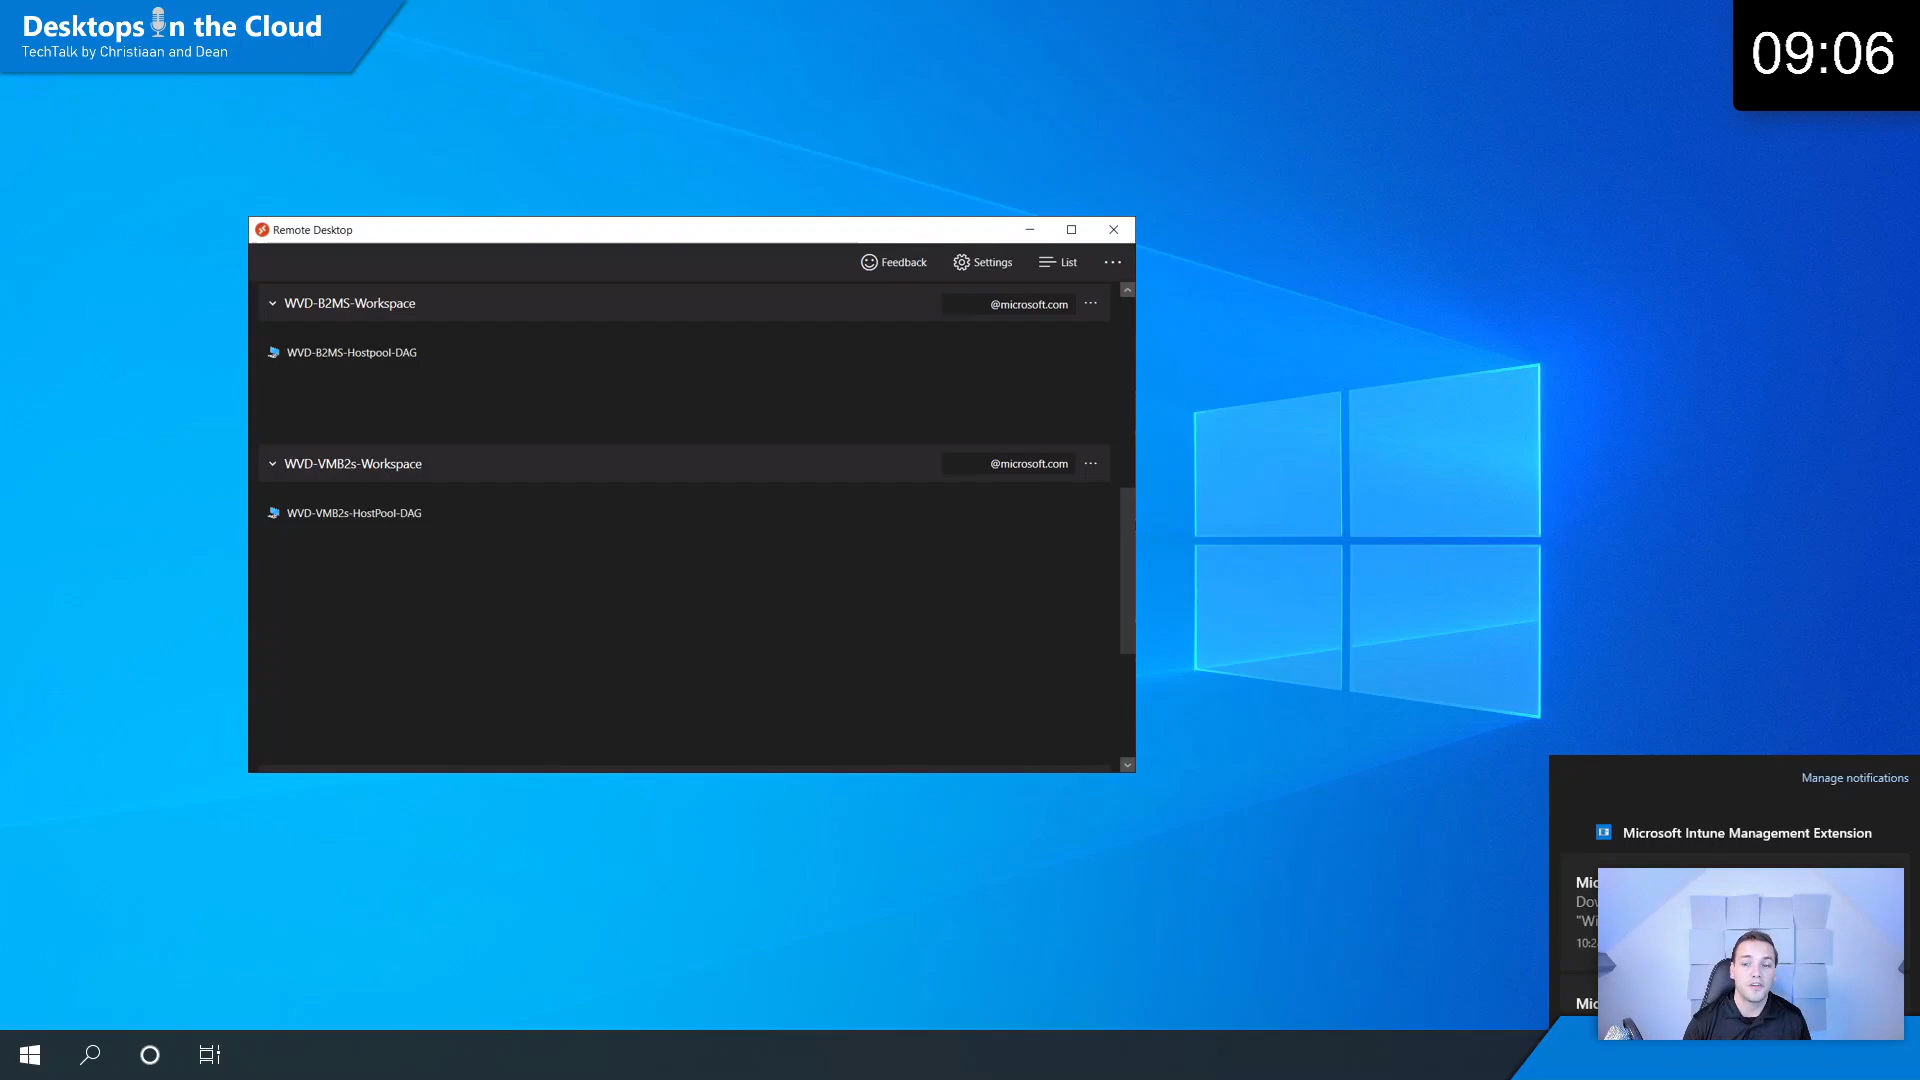 Desktops In the Cloud
TechTalk by Christiaan and Dean
09:06
Remote Desktop
Feedback
Settings
List
WVD-B2MS-Workspace
@microsoft.com
WVD-B2MS-Hostpool-DAG
WVD-VMB2s-Workspace
@microsoft.com
WVD-VMB2s-HostPool-DAG
Manage notifications
Microsoft Intune Management Extension